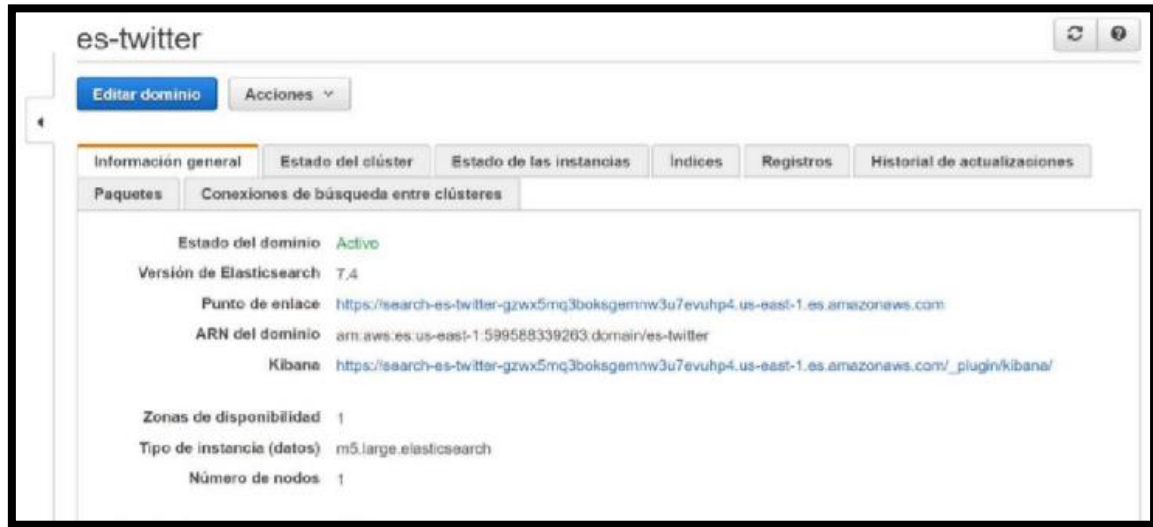 es-twitter
Editar dominio Acciones
Información general Estado del clúster Estado de las instancias Índices Registros Historial de actualizaciones
Paquetes Conexiones de búsqueda entre clústeres
Estado del dominio Activo
Versión de Elasticsearch 7.4
Punto de enlace https://search-es-twitter-gzwx5mq3boksgemnw3u7evuhp4.us-east-1.es.amazonaws.com
ARN del dominio arn:aws:es:us-east-1:599588339263:domain/es-twitter
Kibana https://search-es-twitter-gzwx5mq3boksgemnw3u7evuhp4.us-east-1.es.amazonaws.com/_plugin/kibana/
Zonas de disponibilidad 1
Tipo de instancia (datos) m5.large.elasticsearch
Número de nodos 1